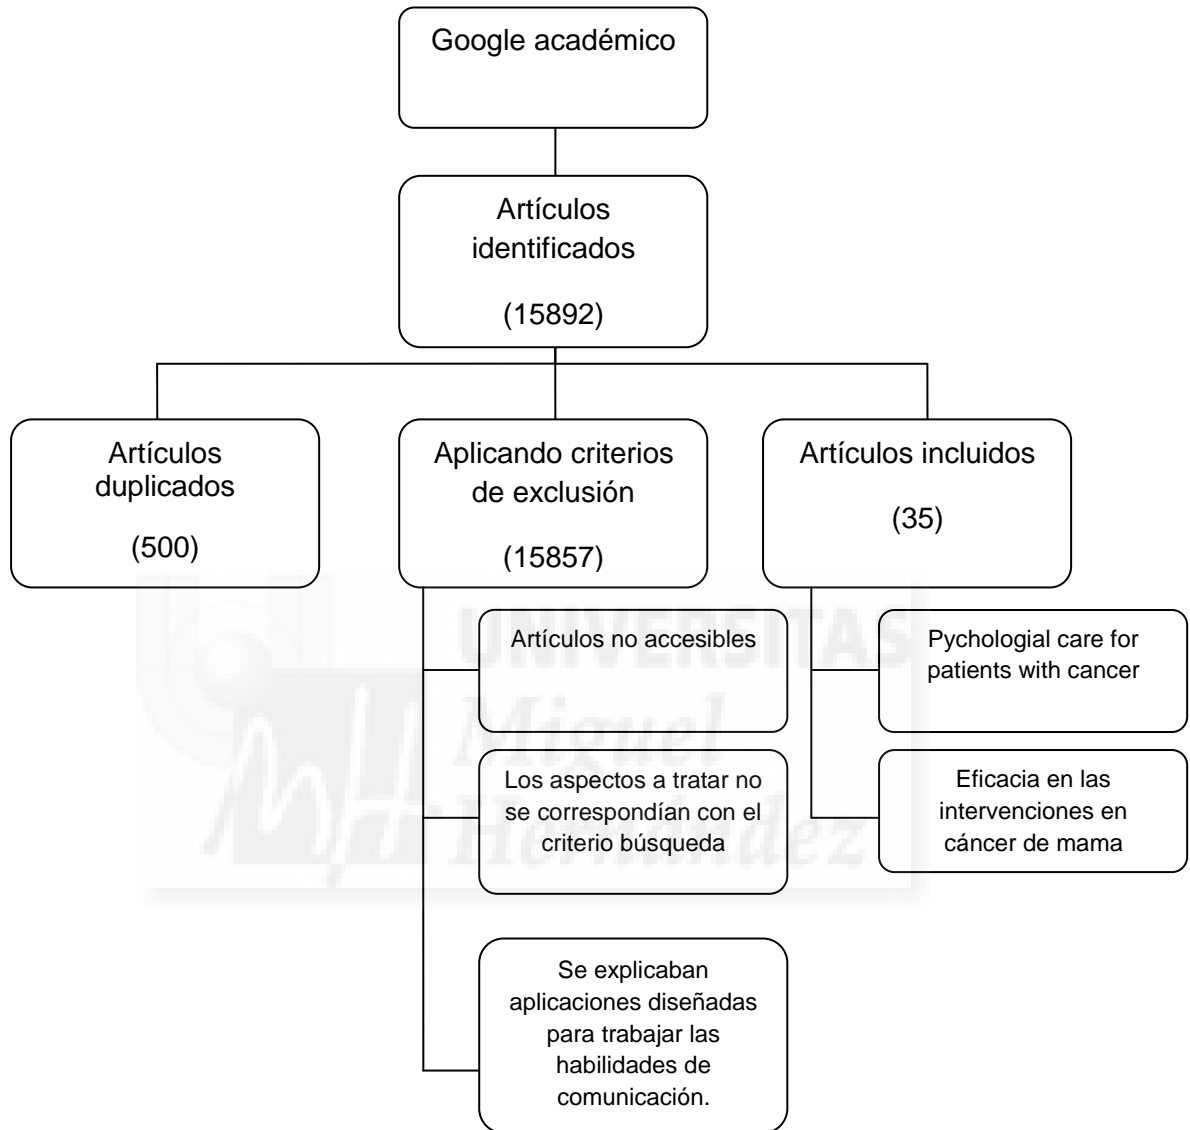 Google académico
Artículos
identificados
(15892)
Artículos
duplicados
(500)
Aplicando criterios
de exclusión
(15857)
Artículos incluidos
(35)
Artículos no accesibles
Los aspectos a tratar no
se correspondían con el
criterio búsqueda
Se explicaban
aplicaciones diseñadas
para trabajar las
habilidades de
comunicación.
Pychologial care for
patients with cancer
Eficacia en las
intervenciones en
cáncer de mama
UNIVERSITAS
Miguel
Hernández